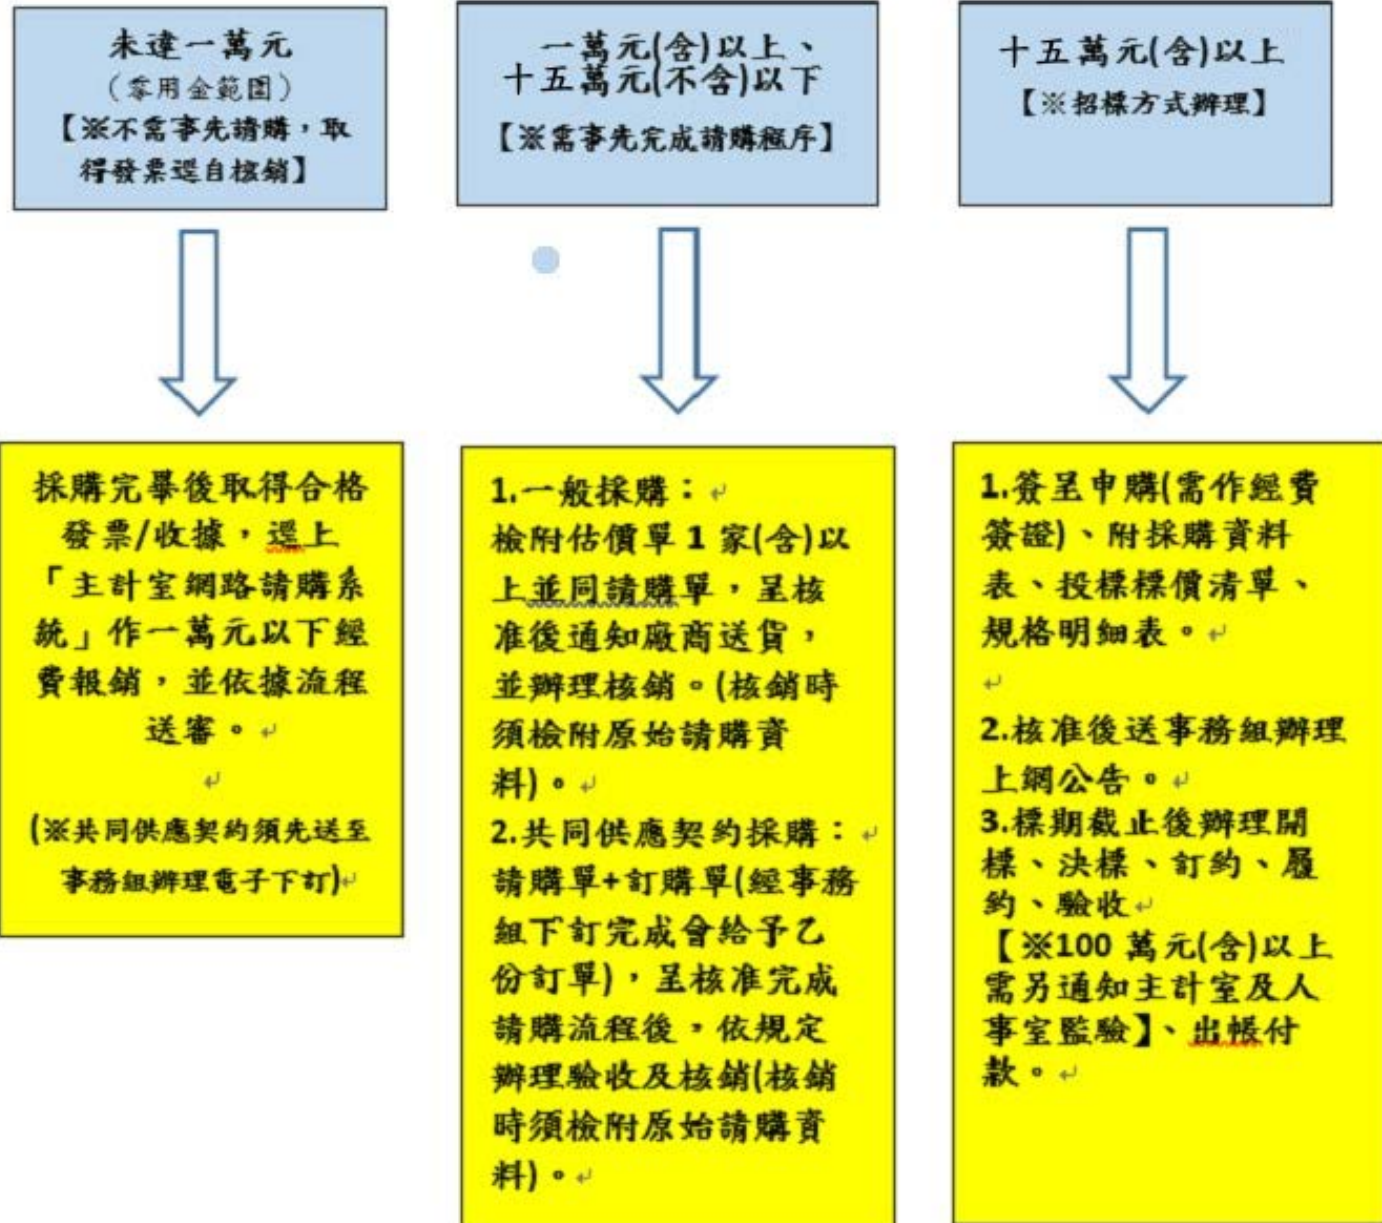 未達一萬元
(零用金範圍)
【※不需事先請購，取
得發票逕自核銷】
一萬元(含)以上、
十五萬元(不含)以下
【※需事先完成請購程序】
十五萬元(含)以上
【※招標方式辦理】
採購完畢後取得合格
發票/收據，逕上
「主計室網路請購系
統」作一萬元以下經
費報銷，並依據流程
送審。
(※共同供應契約須先送至
事務組辦理電子下訂)
1.一般採購：
檢附估價單 1 家(含)以
上並同請購單，呈核
准後通知廠商送貨，
並辦理核銷。(核銷時
須檢附原始請購資
料)。
2.共同供應契約採購：
請購單+訂購單(經事務
組下訂完成會給予乙
份訂單)，呈核准完成
請購流程後，依規定
辦理驗收及核銷(核銷
時須檢附原始請購資
料)。
1.簽呈申購(需作經費
簽證)、附採購資料
表、投標標價清單、
規格明細表。
2.核准後送事務組辦理
上網公告。
3.標期截止後辦理開
標、決標、訂約、履
約、驗收
【※100 萬元(含)以上
需另通知主計室及人
事室監驗】、出帳付
款。